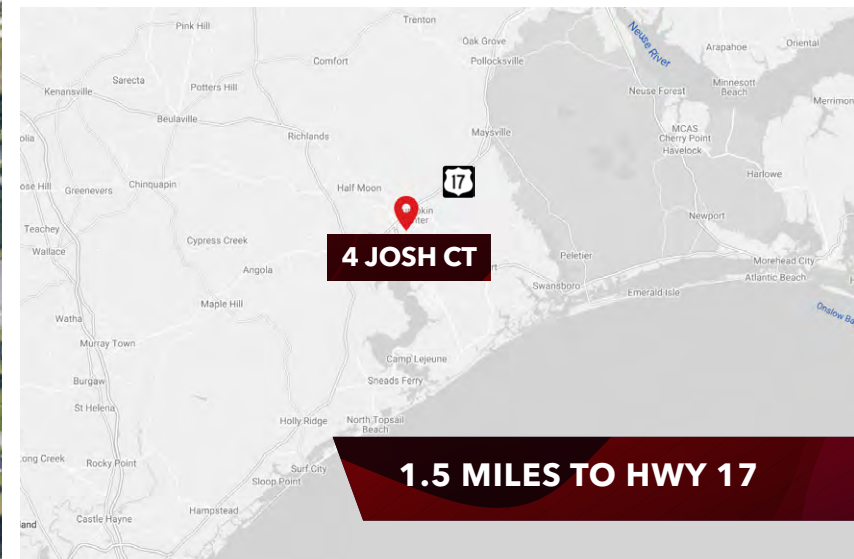 Pink Hill
Trenton
Oak Grove
Neuse
River
Arapahoe
Oriental
Comfort
Pollocksville
Kenansville
Sarecta
Potters Hill
Neuse Forest
Minnesott
Beach
Merrimon
Beulaville
MCAS
Cherry Point
Havelock
Richlands
Maysville
Harlowe
Greenevers
Chinquapin
Half Moon
17
Newport
Teachey
Wallace
Cypress Creek
4 JOSH CT
Angola
Peletier
Morehead City
Atlantic Beach
Swansboro
Emerald Isle
Maple Hill
Onslow
Watha
Murray Town
Camp Lejeune
Burgaw
Sneads Ferry
St Helena
Holly Ridge
North Topsail
Beach
Rocky Point
Surf City
Sloop Point
1.5 MILES TO HWY 17
Hampstead
Castle Hayne